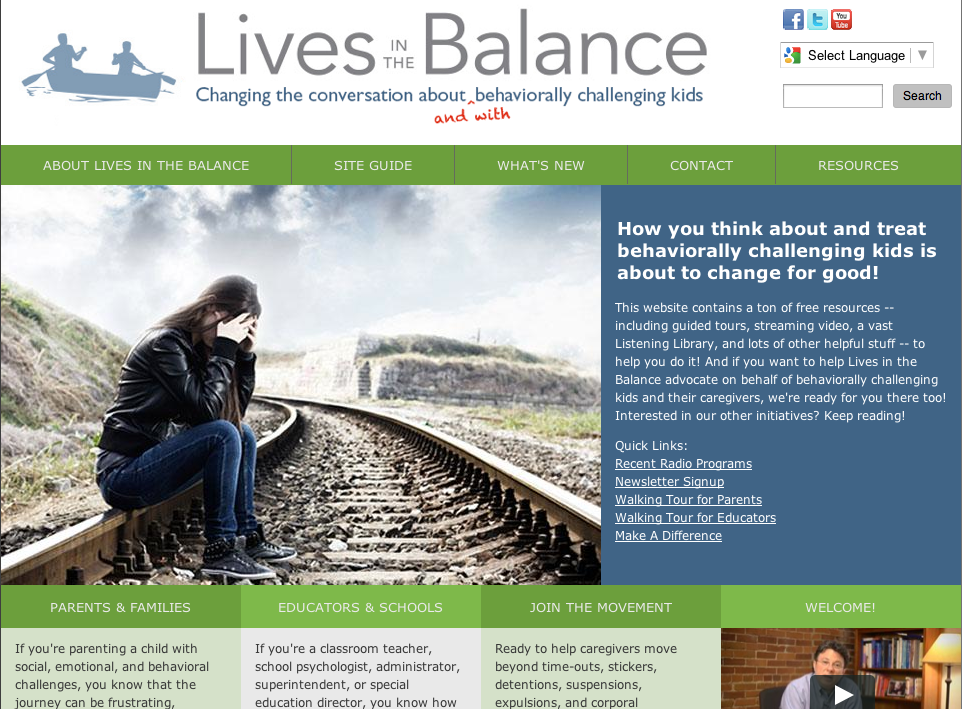 Lives IN THE Balance
Changing the conversation about ‸ behaviorally challenging kids
and with
f
t
You Tube
Select Language ▼
Search
ABOUT LIVES IN THE BALANCE
SITE GUIDE
WHAT'S NEW
CONTACT
RESOURCES
How you think about and treat
behaviorally challenging kids is
about to change for good!
This website contains a ton of free resources --
including guided tours, streaming video, a vast
Listening Library, and lots of other helpful stuff -- to
help you do it! And if you want to help Lives in the
Balance advocate on behalf of behaviorally challenging
kids and their caregivers, we're ready for you there too!
Interested in our other initiatives? Keep reading!
Quick Links:
Recent Radio Programs
Newsletter Signup
Walking Tour for Parents
Walking Tour for Educators
Make A Difference
PARENTS & FAMILIES
EDUCATORS & SCHOOLS
JOIN THE MOVEMENT
WELCOME!
If you're parenting a child with
social, emotional, and behavioral
challenges, you know that the
journey can be frustrating,
If you're a classroom teacher,
school psychologist, administrator,
superintendent, or special
education director, you know how
Ready to help caregivers move
beyond time-outs, stickers,
detentions, suspensions,
expulsions, and corporal